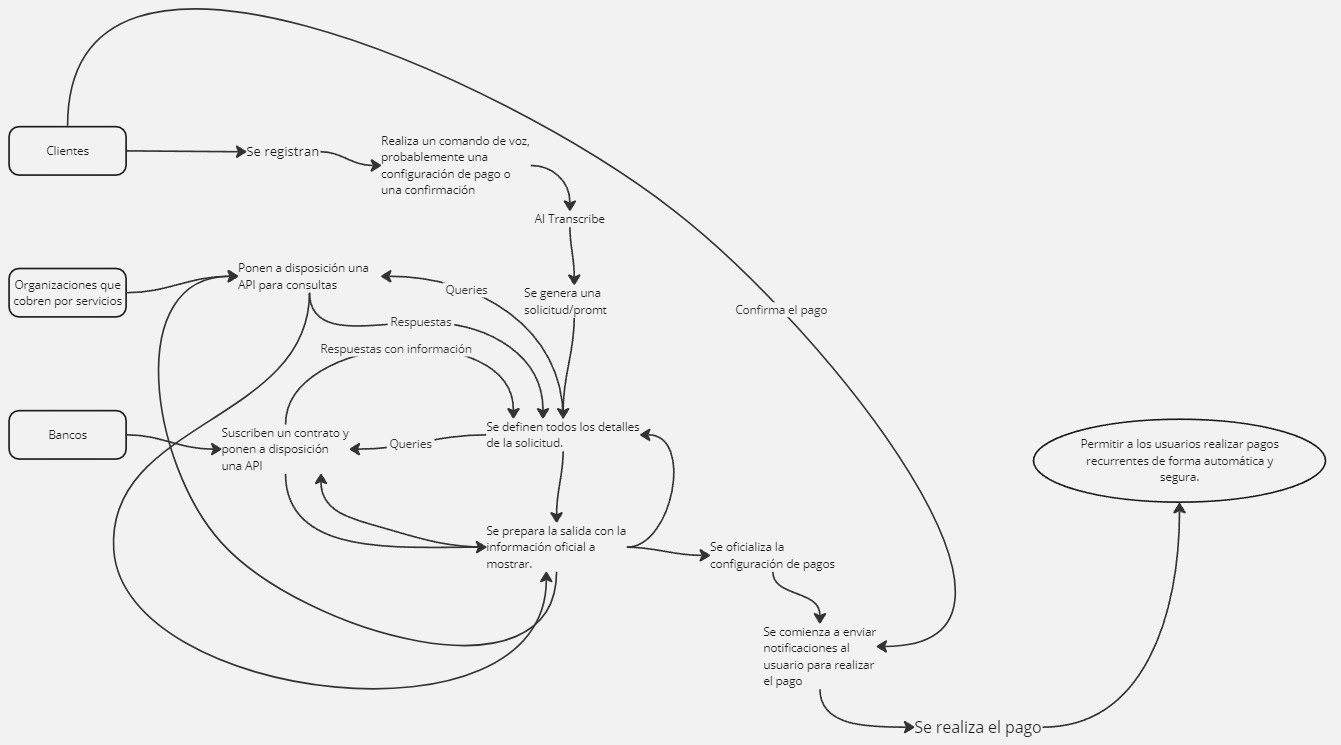 Clientes
Se registran
Realiza un comando de voz,
probablemente una
configuración de pago o
una confirmación
AI Transcribe
Organizaciones que
cobren por servicios
Ponen a disposición una
API para consultas
Queries
Se genera una
solicitud/promt
Confirma el pago
Respuestas
Respuestas con información
Bancos
Suscriben un contrato y
ponen a disposición
una API
Queries
Se definen todos los detalles
de la solicitud.
Permitir a los usuarios realizar pagos
recurrentes de forma automática y
segura.
Se prepara la salida con la
información oficial a
mostrar.
Se oficializa la
configuración de pagos
Se comienza a enviar
notificaciones al
usuario para realizar
el pago
Se realiza el pago